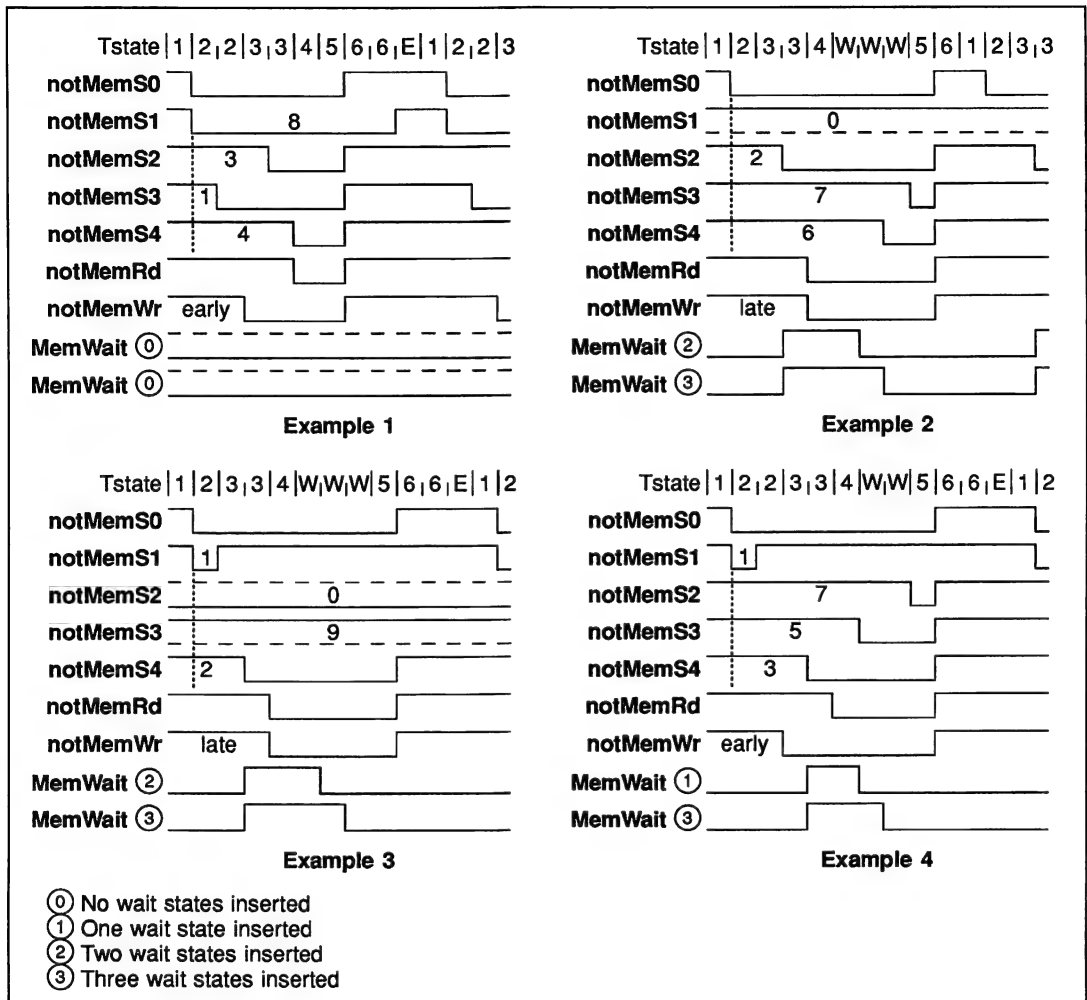 Tstate |1|2|2|3|3|4|5|6|6|E|1|2|2|3
notMemS0
notMemS1 8
notMemS2 3
notMemS3 1
notMemS4 4
notMemRd
notMemWr early
MemWait ⓪
MemWait ⓪
Example 1
Tstate |1|2|3|3|4|W|W|W|5|6|1|2|3|3
notMemS0
notMemS1 0
notMemS2 2
notMemS3 7
notMemS4 6
notMemRd
notMemWr late
MemWait ②
MemWait ③
Example 2
Tstate |1|2|3|3|4|W|W|W|5|6|6|E|1|2
notMemS0
notMemS1 1
notMemS2 0
notMemS3 9
notMemS4 2
notMemRd
notMemWr late
MemWait ②
MemWait ③
Example 3
Tstate |1|2|2|3|3|4|W|W|5|6|6|E|1|2
notMemS0
notMemS1 1
notMemS2 7
notMemS3 5
notMemS4 3
notMemRd
notMemWr early
MemWait ①
MemWait ③
Example 4
⓪ No wait states inserted
① One wait state inserted
② Two wait states inserted
③ Three wait states inserted